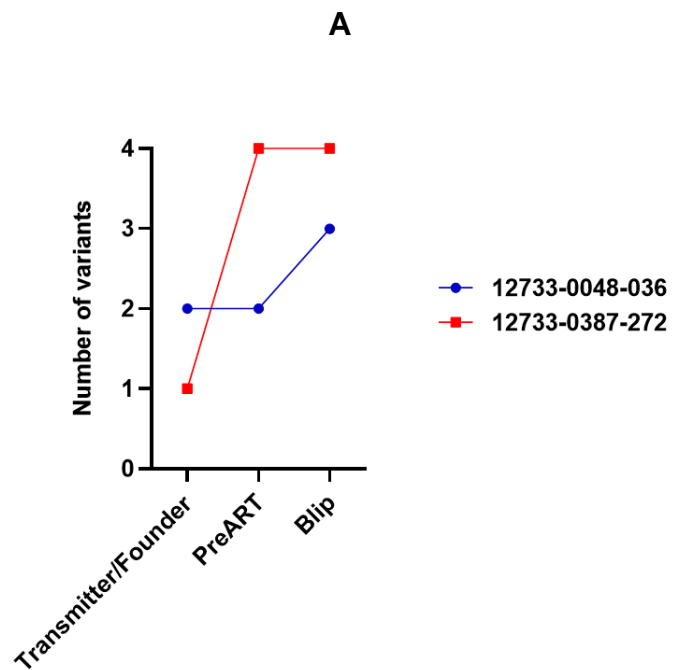 A
4
3
2
1
0
Number of variants
Transmitter/Founder
PreART
Blip
12733-0048-036
12733-0387-272